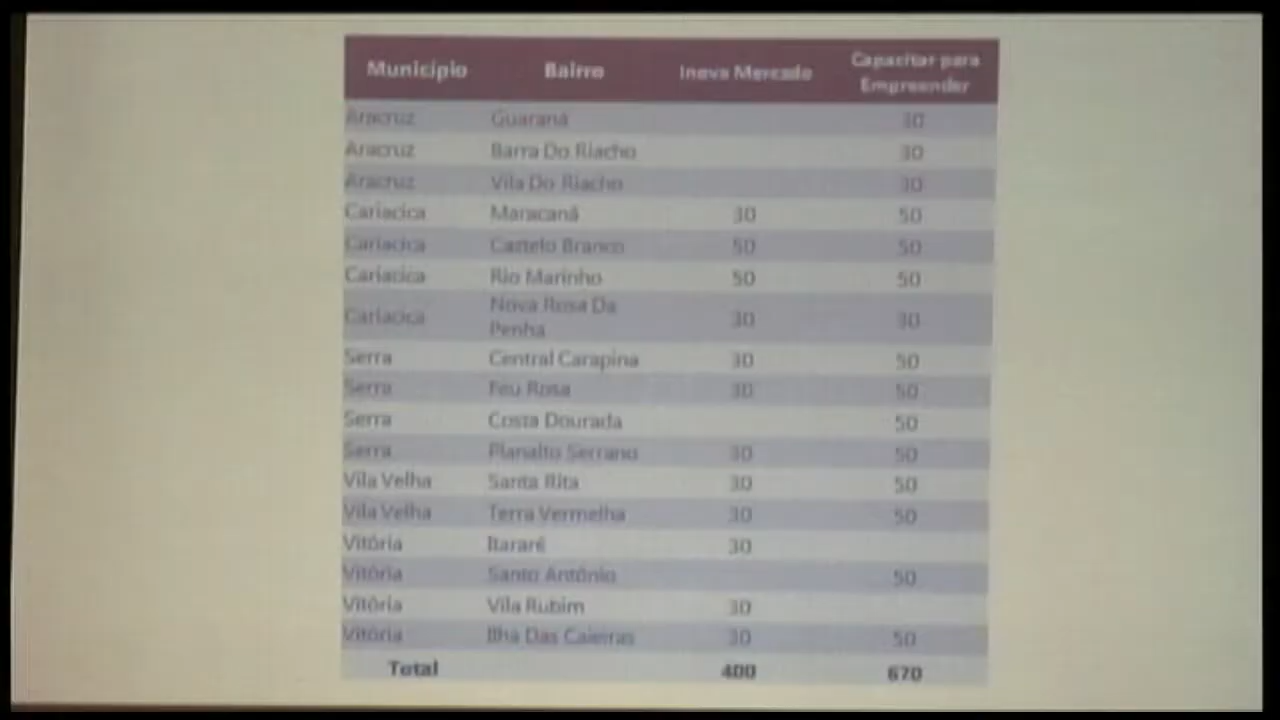 Município Bairro Inova Mercado Capacitar para Empreender
Aracruz Guaraná 30
Aracruz Barra Do Riacho 30
Aracruz Vila Do Riacho 30
Cariacica Maracanã 30 50
Cariacica Castelo Branco 50 50
Cariacica Rio Marinho 50 50
Cariacica Nova Rosa Da Penha 30 30
Serra Central Carapina 30 50
Serra Feu Rosa 30 50
Serra Costa Dourada 50
Serra Planalto Serrano 30 50
Vila Velha Santa Rita 30 50
Vila Velha Terra Vermelha 30 50
Vitória Itararé 30
Vitória Santo Antônio 50
Vitória Vila Rubim 30
Vitória Ilha Das Caieiras 30 50
Total 400 670